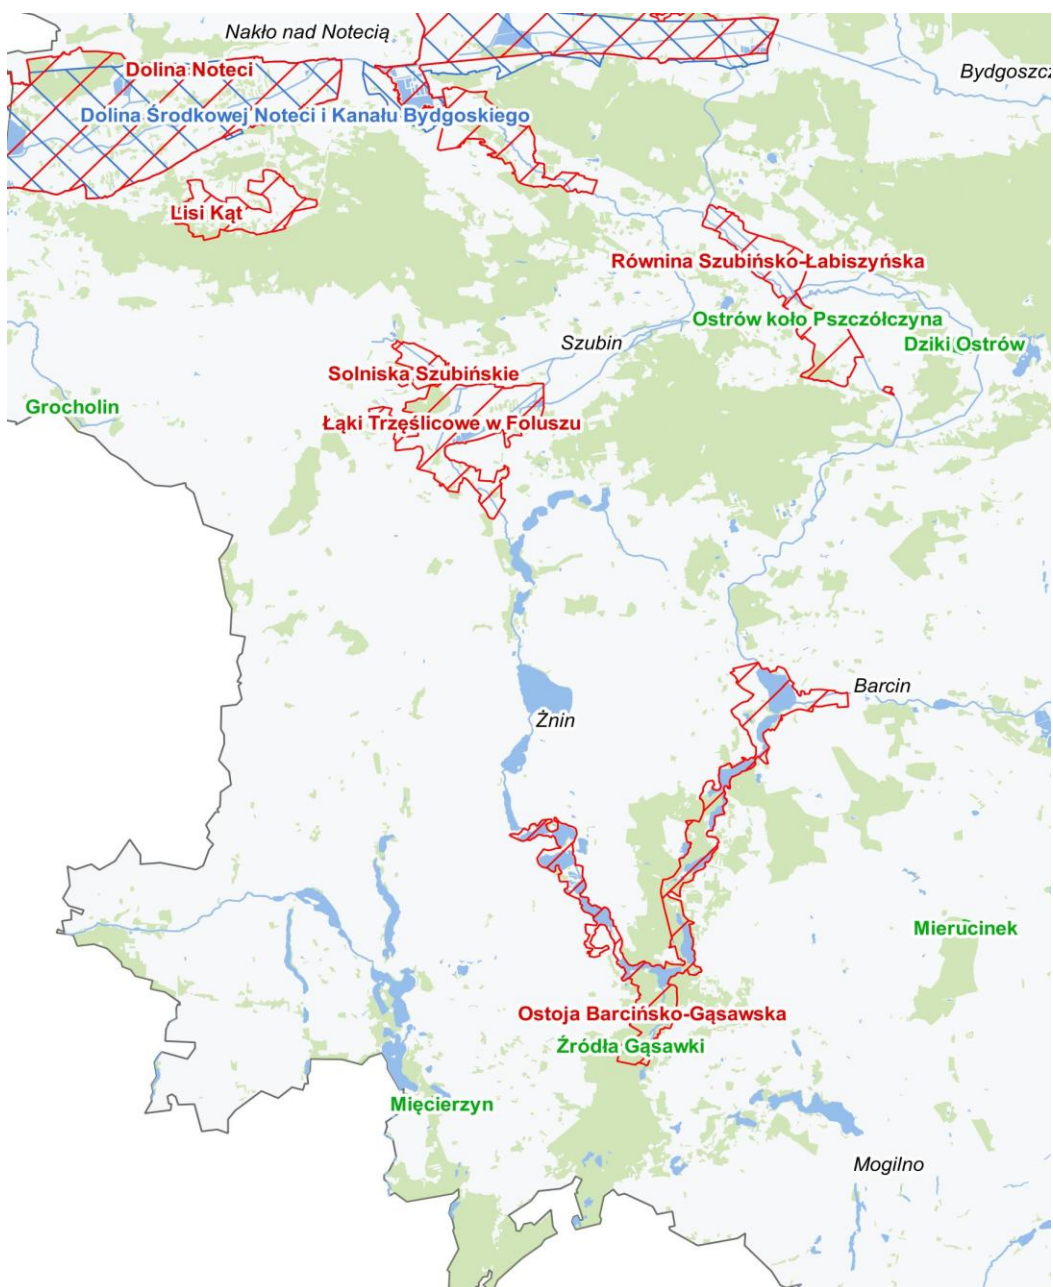 Nakło nad Notecią
Dolina Noteci
Bydgoszcz
Dolina Środkowej Noteci i Kanału Bydgoskiego
Lisi Kąt
Równina Szubińsko-Łabiszyńska
Ostrów koło Pszczółczyna
Szubin
Dziki Ostrów
Solniska Szubińskie
Grocholin
Łąki Trzęślicowe w Foluszu
Barcin
Żnin
Mierucinek
Ostoja Barcińsko-Gąsawska
Źródła Gąsawki
Mięcierzyn
Mogilno